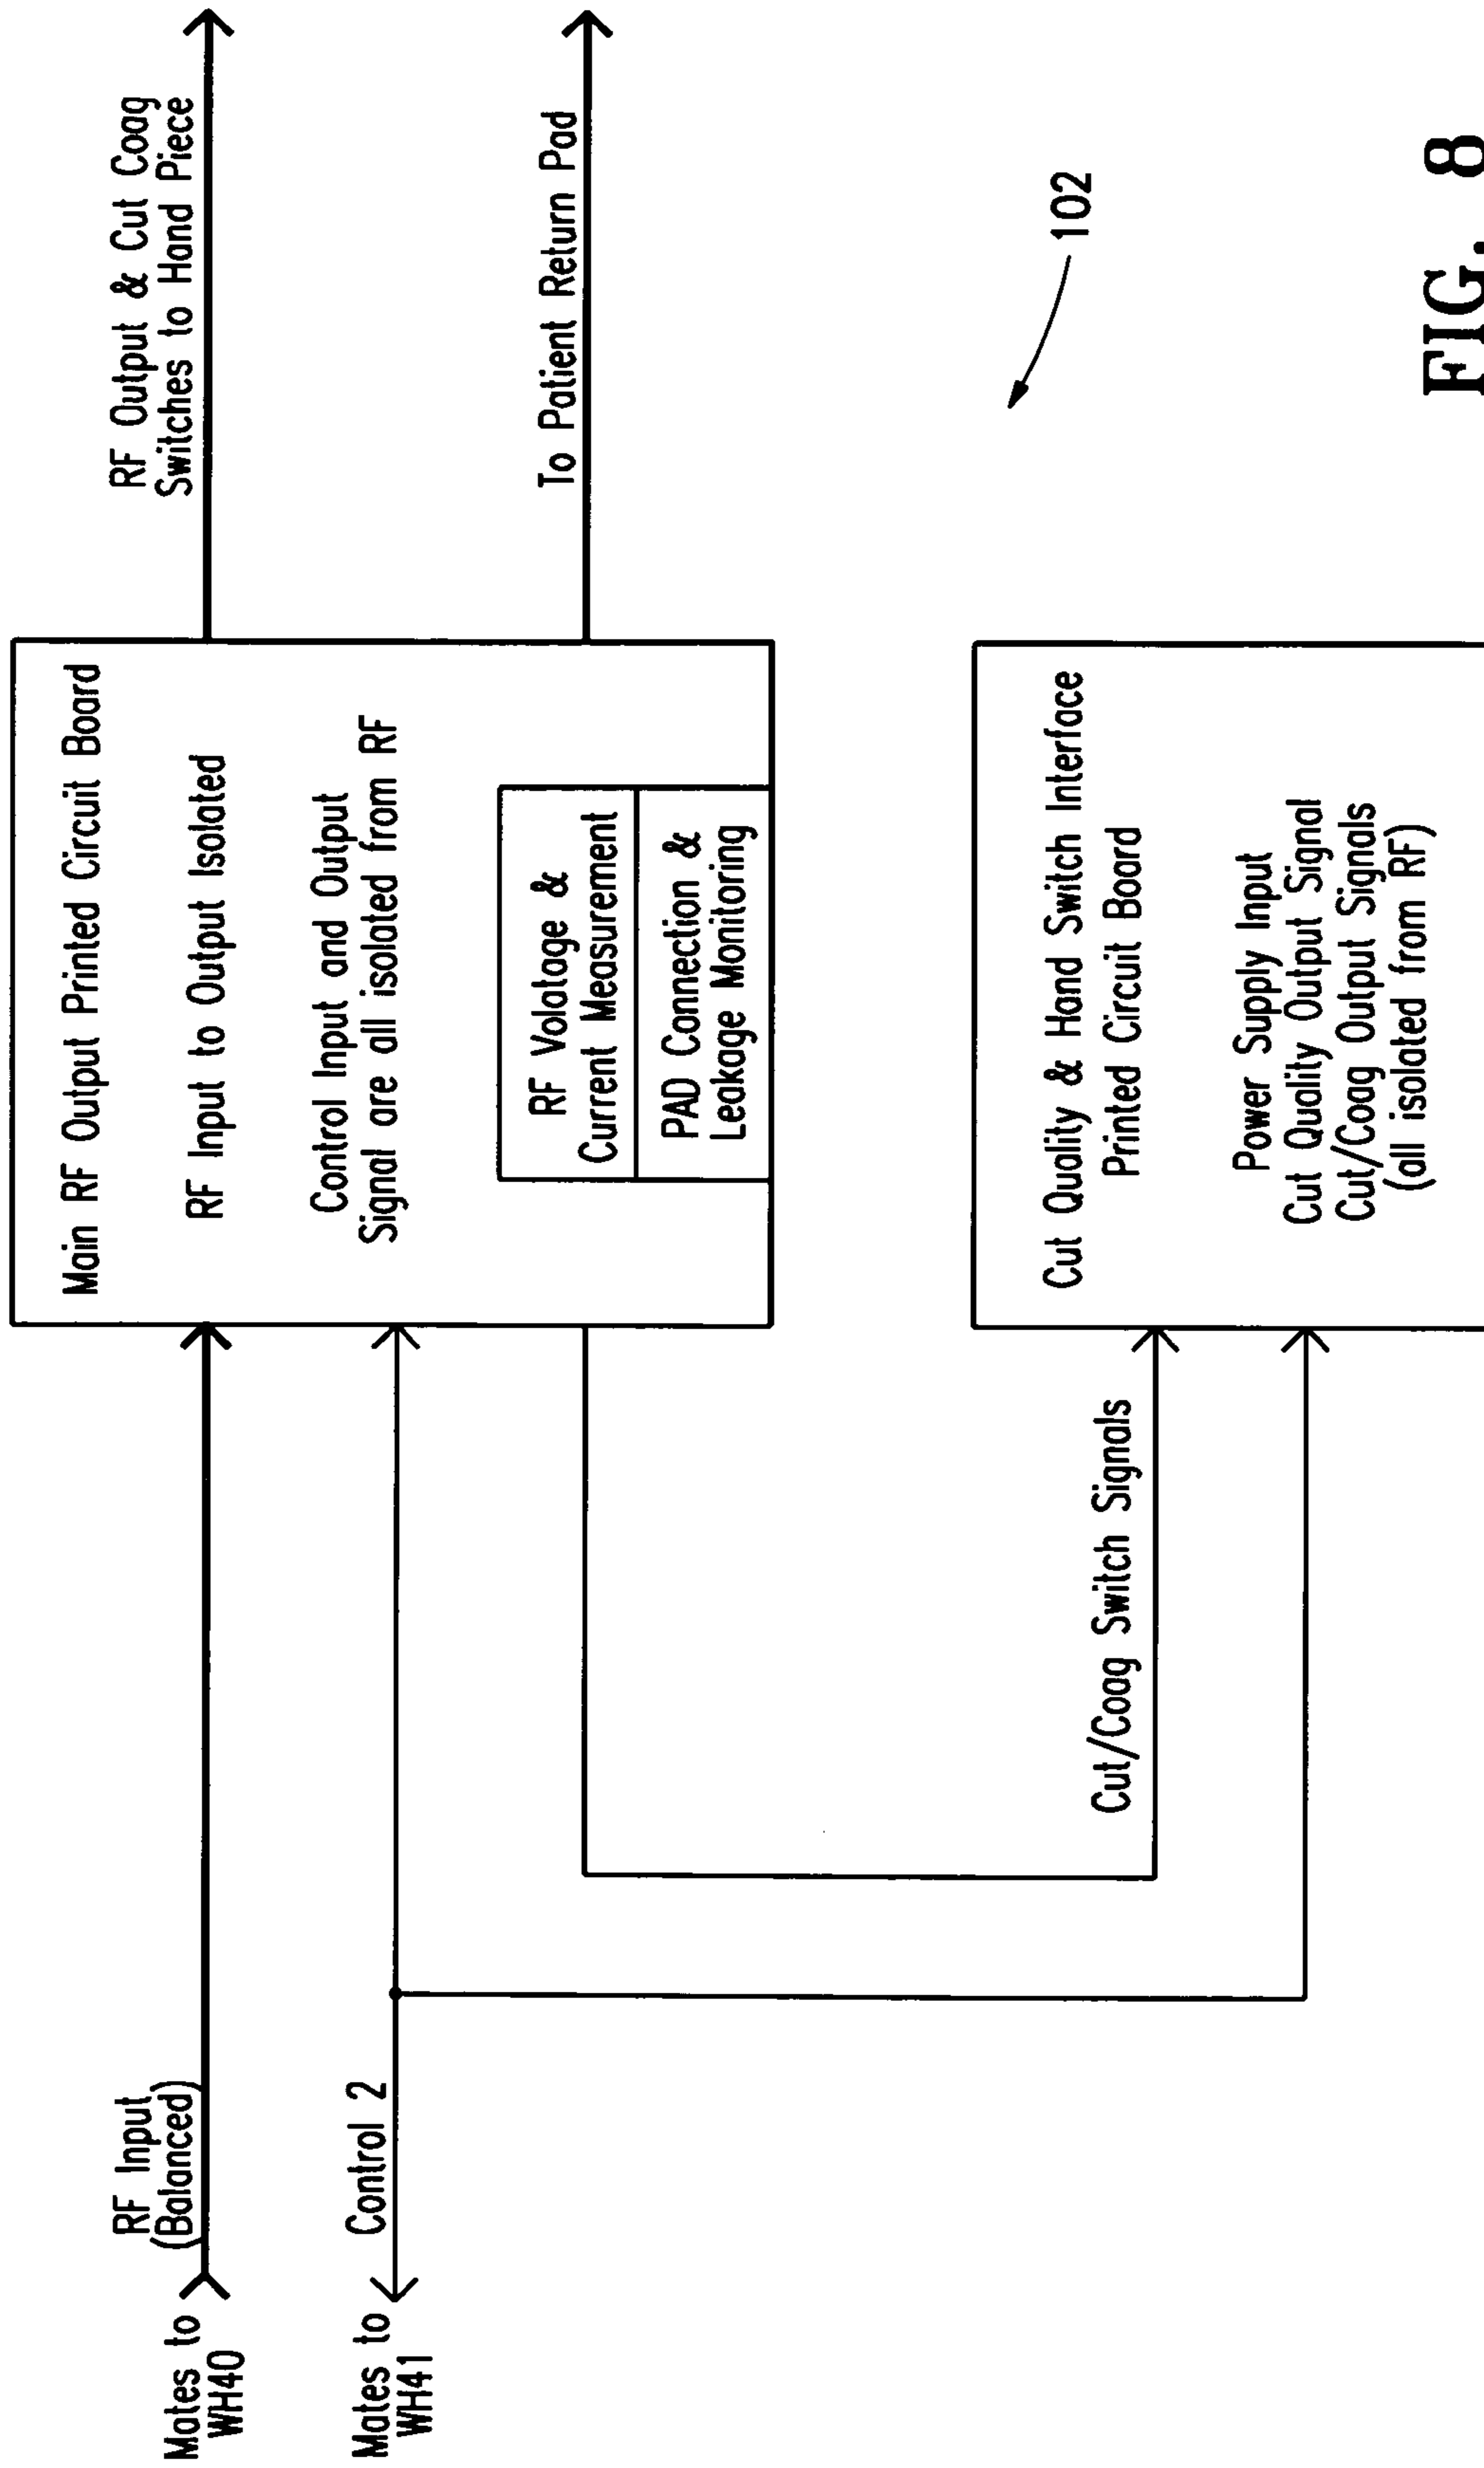 Mates to
WH40
RF Input
(Balanced)
Mates to
WH41
Control 2
Main RF Output Printed Circuit Board
RF Input to Output Isolated
Control Input and Output
Signal are all isolated from RF
RF Volotage &
Current Measurement
PAD Connection &
Leakage Monitoring
RF Output & Cut Coag
Switches to Hand Piece
To Patient Return Pad
Cut/Coag Switch Signals
Cut Quality & Hand Switch Interface
Printed Circuit Board
Power Supply Input
Cut Quality Output Signal
Cut/Coag Output Signals
(all isolated from RF)
102
FIG. 8